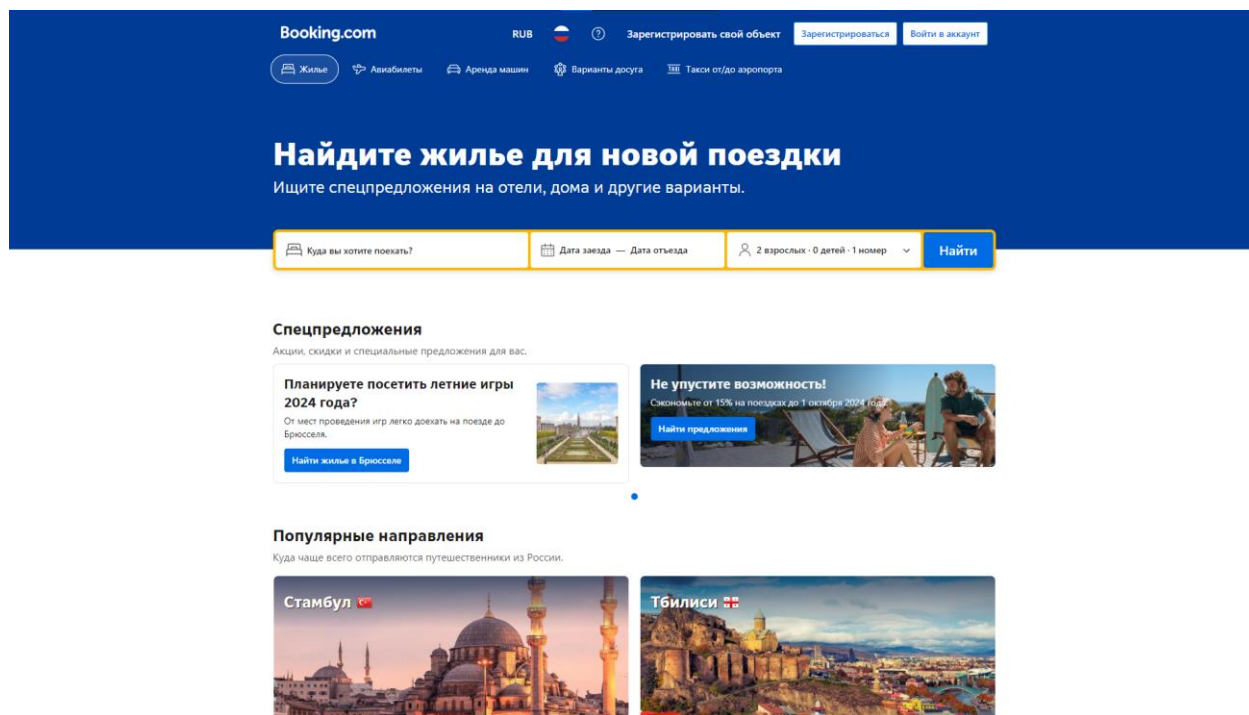 Booking.com
RUB
Зарегистрировать свой объект
Зарегистрироваться
Войти в аккаунт
Жилье
Авиабилеты
Аренда машин
Варианты досуга
TAXI
Такси от/до аэропорта
Найдите жилье для новой поездки
Ищите спецпредложения на отели, дома и другие варианты.
Куда вы хотите поехать?
Дата заезда — Дата отъезда
2 взрослых · 0 детей · 1 номер
Найти
Спецпредложения
Акции, скидки и специальные предложения для вас.
Планируете посетить летние игры
2024 года?
От мест проведения игр легко доехать на поезде до
Брюсселя.
Найти жилье в Брюсселе
Не упустите возможность!
Сэкономьте от 15% на поездках до 1 октября 2024 года.
Найти предложения
Популярные направления
Куда чаще всего отправляются путешественники из России.
Стамбул
Тбилиси